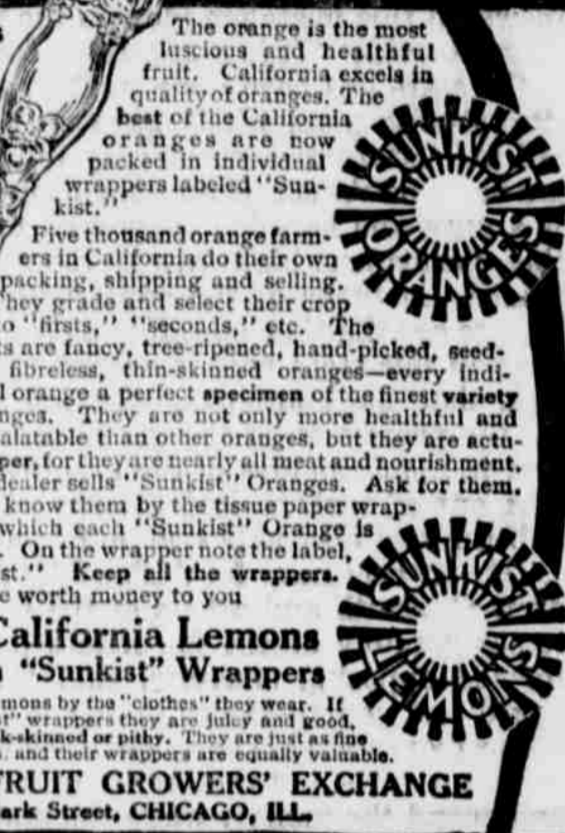 The orange is the most
luscious and healthful
fruit. California excels in
quality of oranges. The
best of the California
oranges are now
packed in individual
wrappers labeled "Sun-
kist."
SUNKIST
ORANGES
Five thousand orange farm-
ers in California do their own
packing, shipping and selling.
hey grade and select their crop
o "firsts," "seconds," etc. The
s are fancy, tree-ripened, hand-picked, seed-
fibreless, thin-skinned oranges—every indi-
l orange a perfect specimen of the finest variety
nges. They are not only more healthful and
alatable than other oranges, but they are actu-
per, for they are nearly all meat and nourishment.
dealer sells "Sunkist" Oranges. Ask for them.
know them by the tissue paper wrap-
which each "Sunkist" Orange is
. On the wrapper note the label,
st." Keep all the wrappers.
e worth money to you
SUNKIST
LEMONS
California Lemons
"Sunkist" Wrappers
mons by the "clothes" they wear. If
st" wrappers they are juicy and good,
k-skinned or pithy. They are just as fine
, and their wrappers are equally valuable.
FRUIT GROWERS' EXCHANGE
ark Street, CHICAGO, ILL.